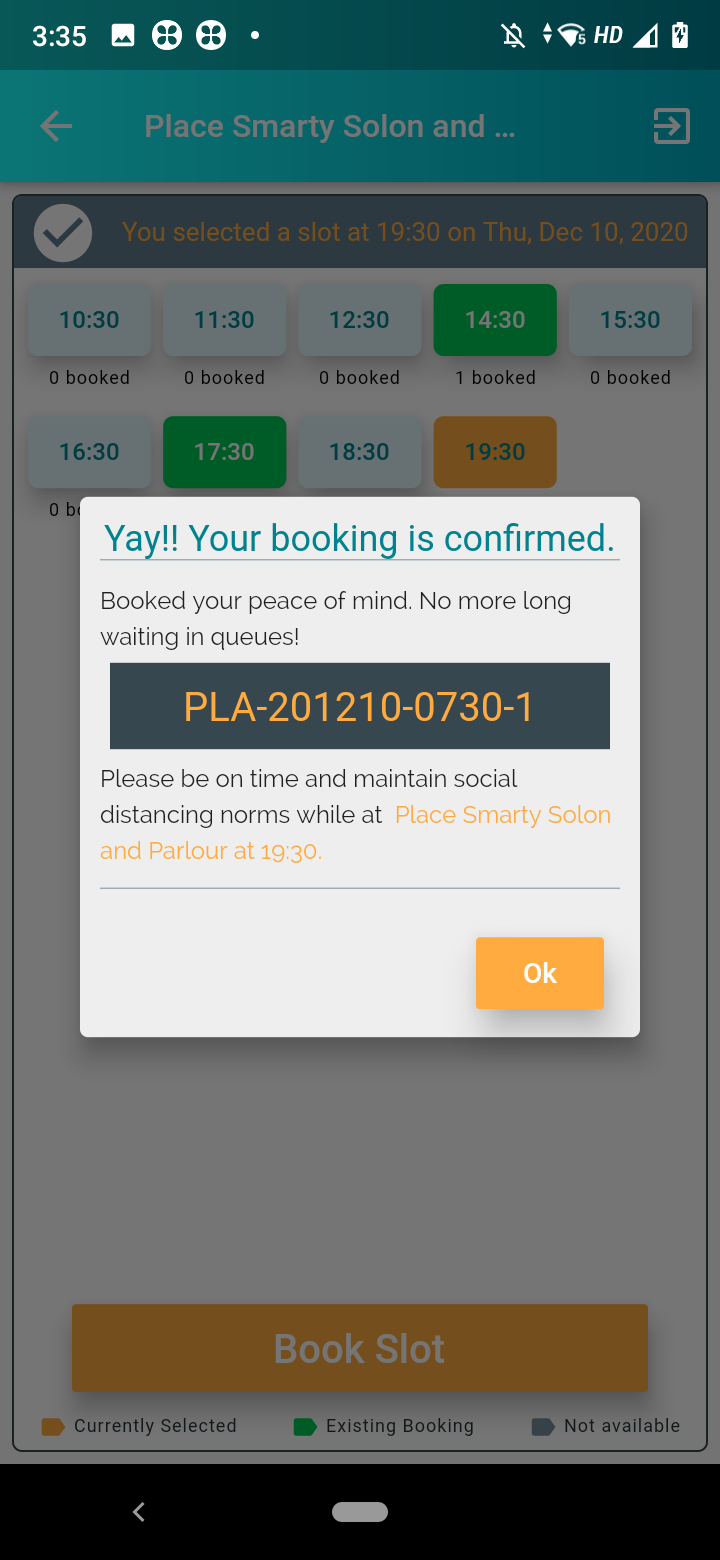 3:35 HD
Place Smarty Solon and ...
You selected a slot at 19:30 on Thu, Dec 10, 2020
10:30 11:30 12:30 14:30 15:30
0 booked 0 booked 0 booked 1 booked 0 booked
16:30 17:30 18:30 19:30
0 bo
Yay!! Your booking is confirmed.
Booked your peace of mind. No more long
waiting in queues!
PLA-201210-0730-1
Please be on time and maintain social
distancing norms while at Place Smarty Solon
and Parlour at 19:30.
Ok
Book Slot
Currently Selected Existing Booking Not available